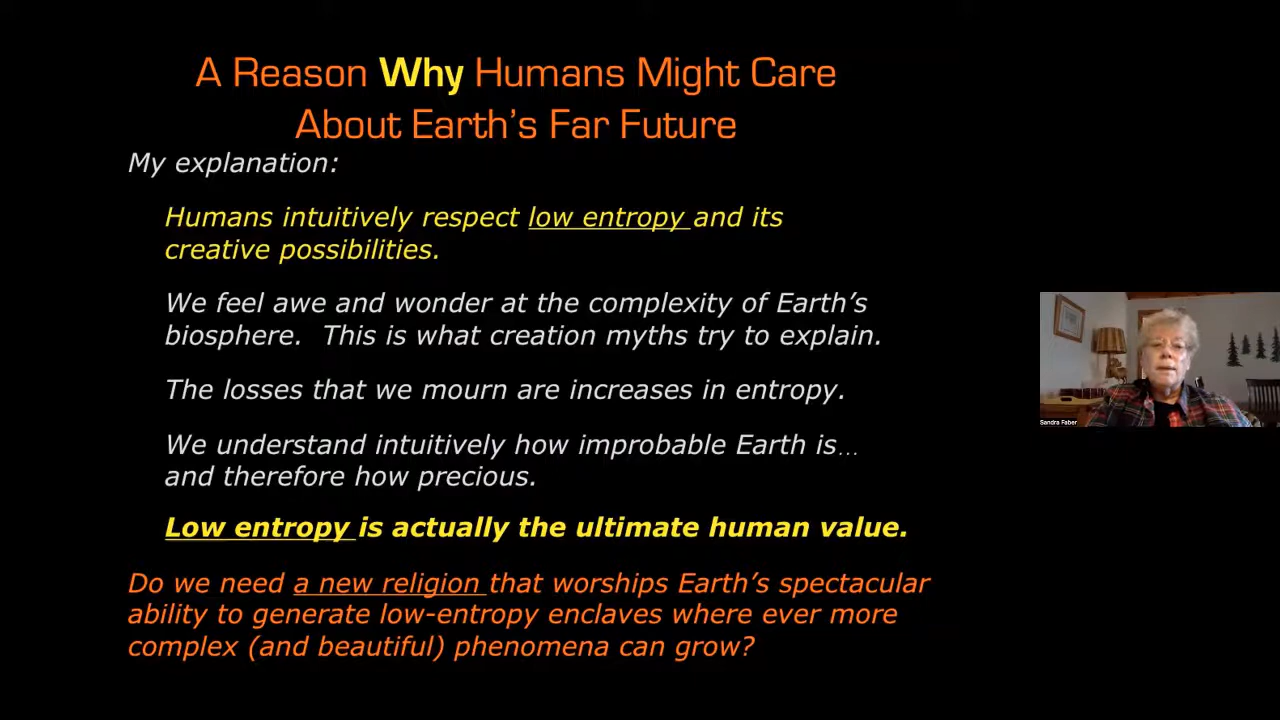 A Reason Why Humans Might Care
About Earth's Far Future
My explanation:
Humans intuitively respect low entropy and its
creative possibilities.
We feel awe and wonder at the complexity of Earth's
biosphere.  This is what creation myths try to explain.
The losses that we mourn are increases in entropy.
We understand intuitively how improbable Earth is…
and therefore how precious.
Low entropy is actually the ultimate human value.
Do we need a new religion that worships Earth's spectacular
ability to generate low-entropy enclaves where ever more
complex (and beautiful) phenomena can grow?
Sandra Faber